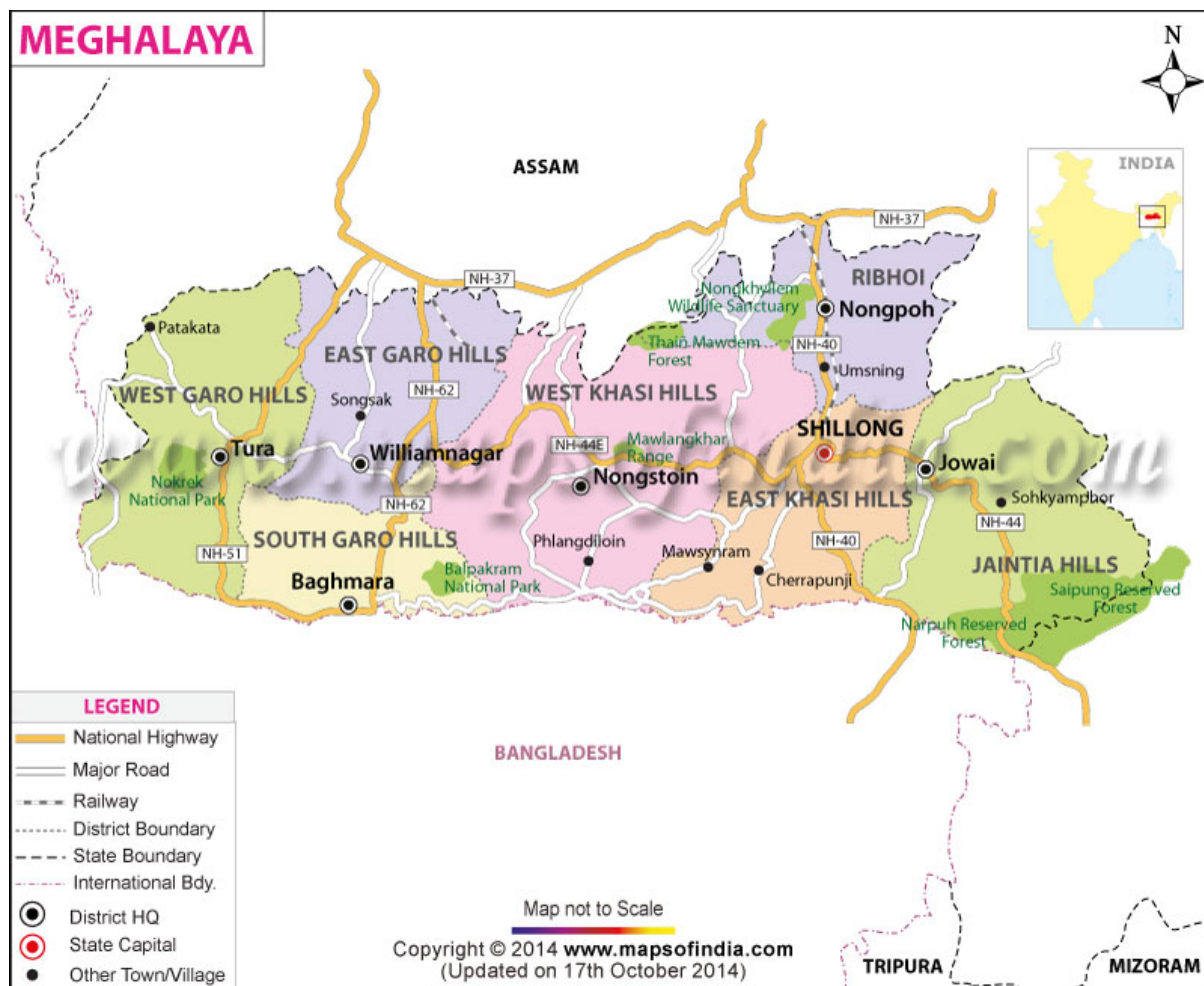 MEGHALAYA
N
ASSAM
INDIA
NH-37
RIBHOI
NH-37
Nongkhyllem
Wildlife Sanctuary
Nongpoh
Patakata
Thain Mawdem
Forest
EAST GARO HILLS
NH-40
Umsning
WEST GARO HILLS
NH-62
WEST KHASI HILLS
Songsak
SHILLONG
www.mapsofindia.com
Tura
Williamnagar
NH-44E
Mawlangkhar
Range
Jowai
Nokrek
National Park
Nongstoin
EAST KHASI HILLS
Sohkyamphor
NH-62
NH-44
SOUTH GARO HILLS
Phlangdiloin
NH-40
NH-51
Mawsynram
JAINTIA HILLS
Balpakram
National Park
Cherrapunji
Baghmara
Saipung Reserved
Forest
Narpuh Reserved
Forest
LEGEND
National Highway
Major Road
Railway
District Boundary
State Boundary
International Bdy.
District HQ
State Capital
Other Town/Village
BANGLADESH
Map not to Scale
Copyright © 2014 www.mapsofindia.com
(Updated on 17th October 2014)
TRIPURA
MIZORAM